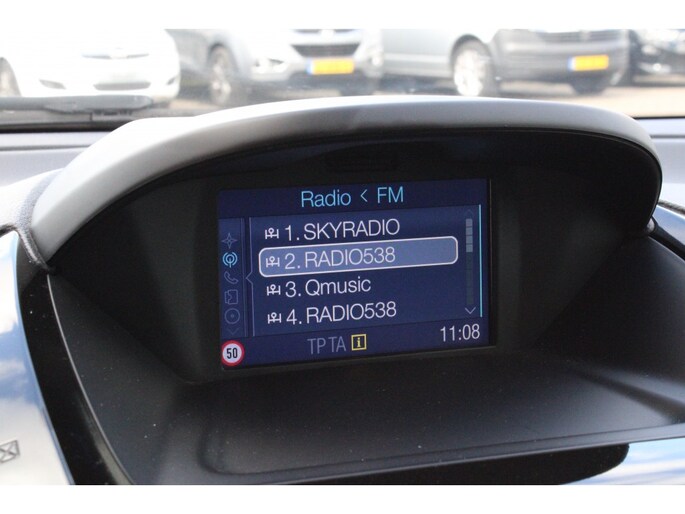 Radio < FM
1. SKYRADIO
2. RADIO538
3. Qmusic
4. RADIO538
50 TP TA i 11:08